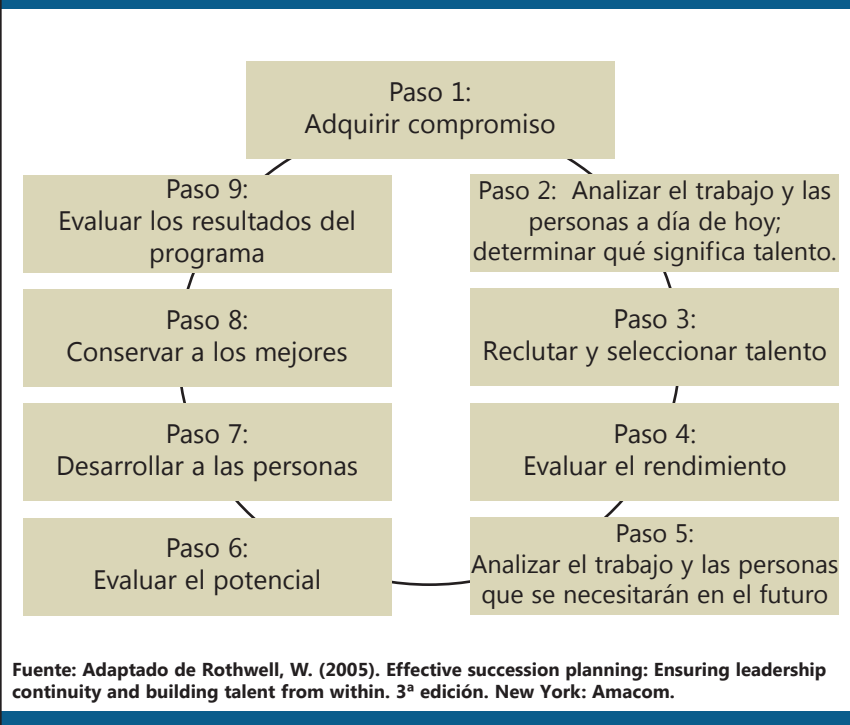 Paso 1:
Adquirir compromiso
Paso 2: Analizar el trabajo y las
personas a día de hoy;
determinar qué significa talento.
Paso 3:
Reclutar y seleccionar talento
Paso 4:
Evaluar el rendimiento
Paso 5:
Analizar el trabajo y las personas
que se necesitarán en el futuro
Paso 6:
Evaluar el potencial
Paso 7:
Desarrollar a las personas
Paso 8:
Conservar a los mejores
Paso 9:
Evaluar los resultados del
programa
Fuente: Adaptado de Rothwell, W. (2005). Effective succession planning: Ensuring leadership
continuity and building talent from within. 3ª edición. New York: Amacom.